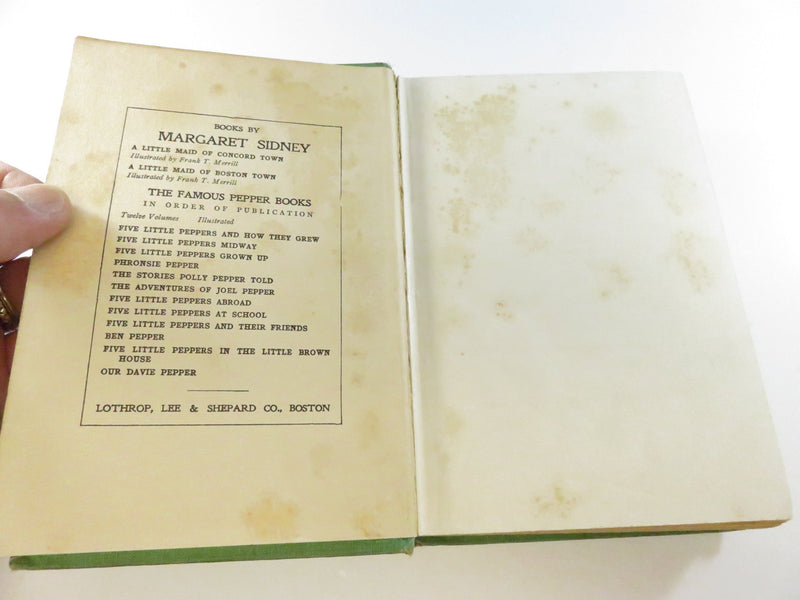 BOOKS BY
MARGARET SIDNEY
A LITTLE MAID OF CONCORD TOWN
Illustrated by Frank T. Merrill
A LITTLE MAID OF BOSTON TOWN
Illustrated by Frank T. Merrill
THE FAMOUS PEPPER BOOKS
IN ORDER OF PUBLICATION
Twelve Volumes Illustrated
FIVE LITTLE PEPPERS AND HOW THEY GREW
FIVE LITTLE PEPPERS MIDWAY
FIVE LITTLE PEPPERS GROWN UP
PHRONSIE PEPPER
THE STORIES POLLY PEPPER TOLD
THE ADVENTURES OF JOEL PEPPER
FIVE LITTLE PEPPERS ABROAD
FIVE LITTLE PEPPERS AT SCHOOL
FIVE LITTLE PEPPERS AND THEIR FRIENDS
BEN PEPPER
FIVE LITTLE PEPPERS IN THE LITTLE BROWN
HOUSE
OUR DAVIE PEPPER
LOTHROP, LEE & SHEPARD CO., BOSTON